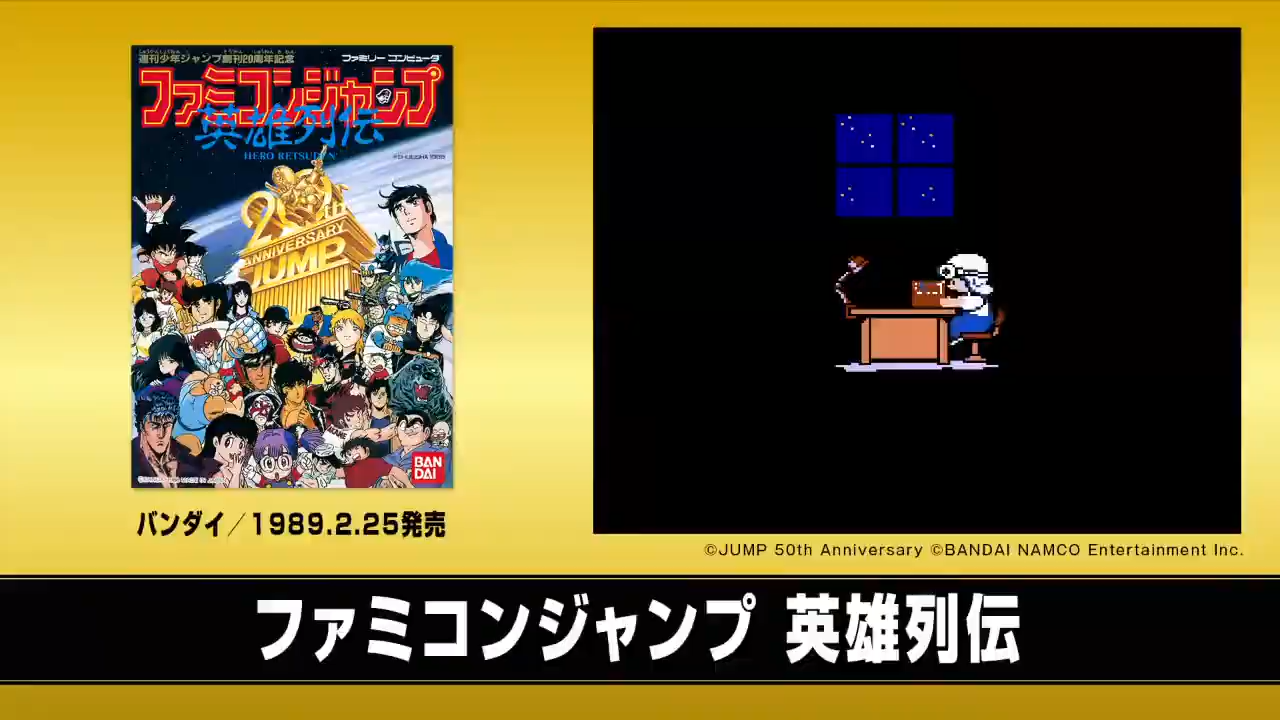 週刊少年ジャンプ創刊20周年記念
ファミリー コンピュータ
ファミコンジャンプ
英雄列伝
HERO RETSUDEN
20th
ANNIVERSARY
JUMP
BAN
DAI
バンダイ/1989.2.25発売
©JUMP 50th Anniversary ©BANDAI NAMCO Entertainment Inc.
ファミコンジャンプ 英雄列伝